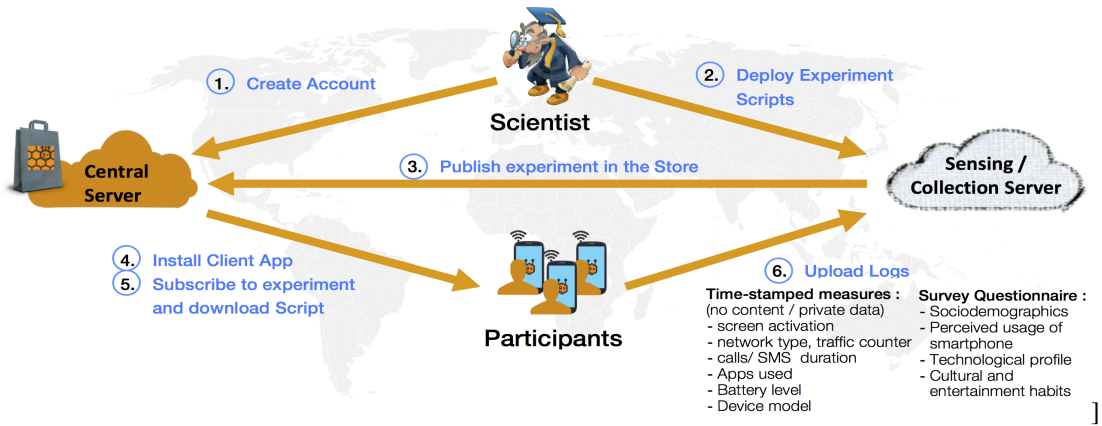 1. Create Account
2. Deploy Experiment
Scripts
Scientist
Central
Server
3. Publish experiment in the Store
Sensing /
Collection Server
4. Install Client App
5. Subscribe to experiment
and download Script
Participants
6. Upload Logs
Time-stamped measures :
(no content / private data)
- screen activation
- network type, traffic counter
- calls/ SMS duration
- Apps used
- Battery level
- Device model
Survey Questionnaire :
- Sociodemographics
- Perceived usage of
smartphone
- Technological profile
- Cultural and
entertainment habits
]